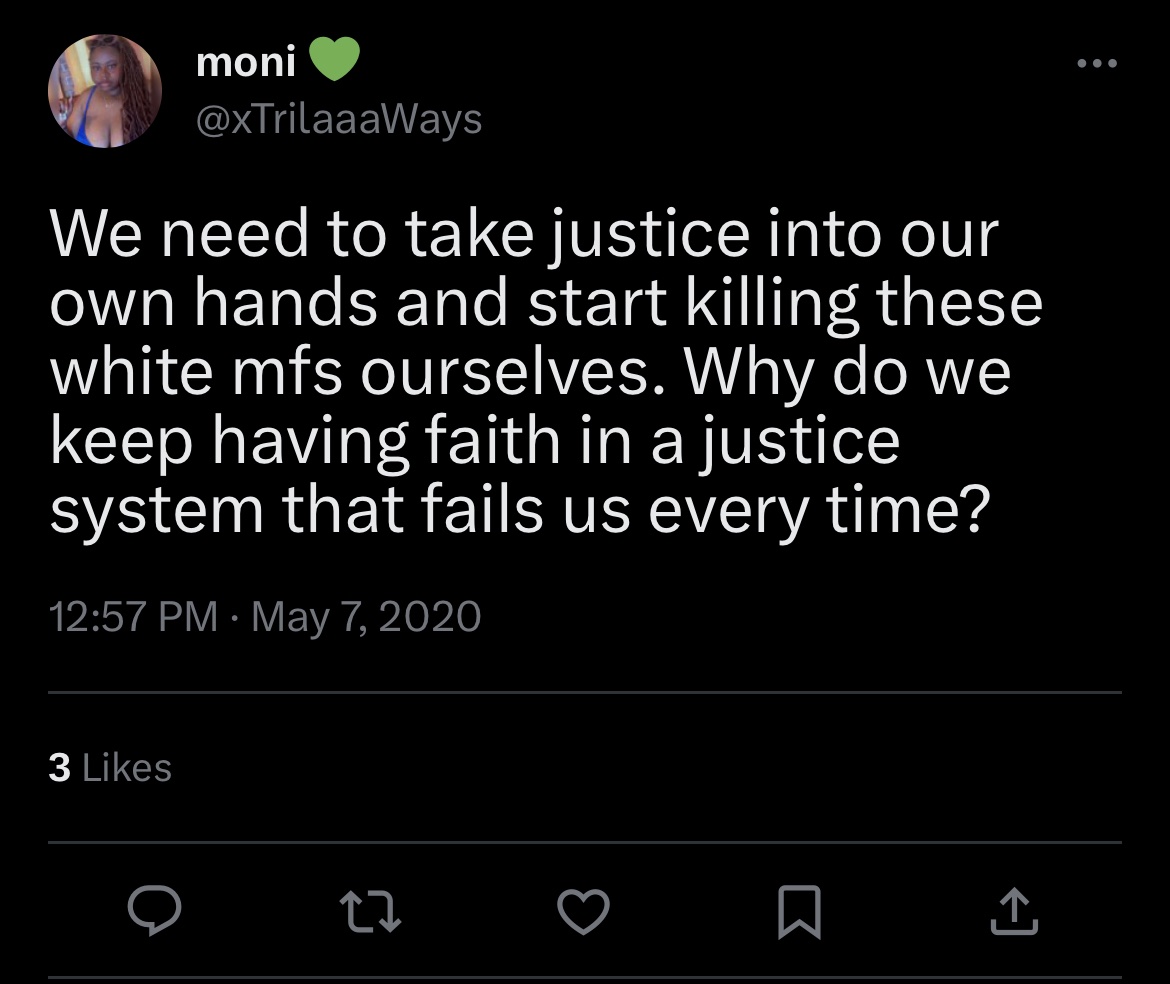 moni 💚
@xTrilaaaWays
We need to take justice into our
own hands and start killing these
white mfs ourselves. Why do we
keep having faith in a justice
system that fails us every time?
12:57 PM · May 7, 2020
3 Likes